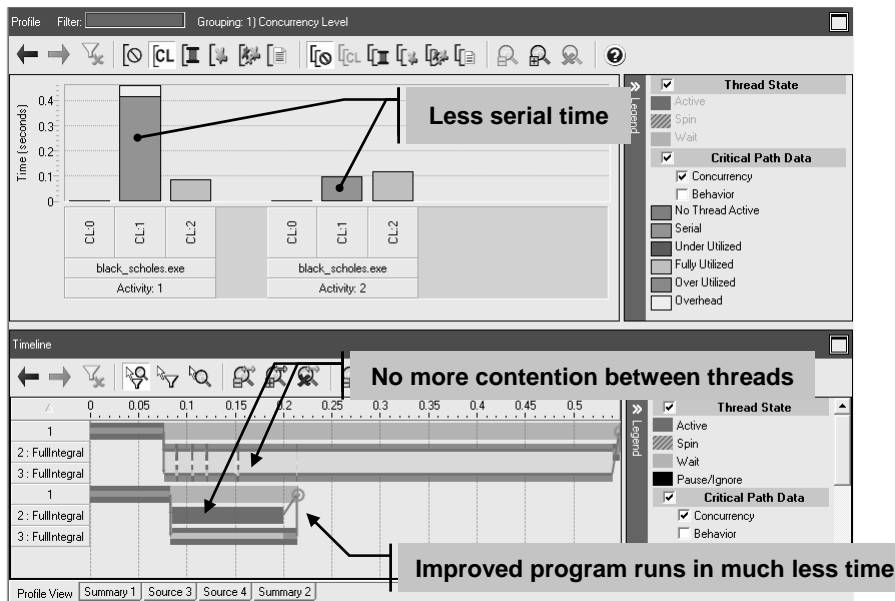 Profile Filter: Grouping: 1) Concurrency Level
CL
CL
Time (seconds)
0.4
0.3
0.2
0.1
0
Less serial time
CL:0 CL:1 CL:2 CL:0 CL:1 CL:2
black_scholes.exe black_scholes.exe
Activity: 1 Activity: 2
Legend
Thread State
Active
Spin
Wait
Critical Path Data
Concurrency
Behavior
No Thread Active
Serial
Under Utilized
Fully Utilized
Over Utilized
Overhead
Timeline
No more contention between threads
0 0.05 0.1 0.15 0.2 0.25 0.3 0.35 0.4 0.45 0.5
1
2 : FullIntegral
3 : FullIntegral
1
2 : FullIntegral
3 : FullIntegral
Legend
Thread State
Active
Spin
Wait
Pause/Ignore
Critical Path Data
Concurrency
Behavior
Improved program runs in much less time
Profile View Summary 1 Source 3 Source 4 Summary 2